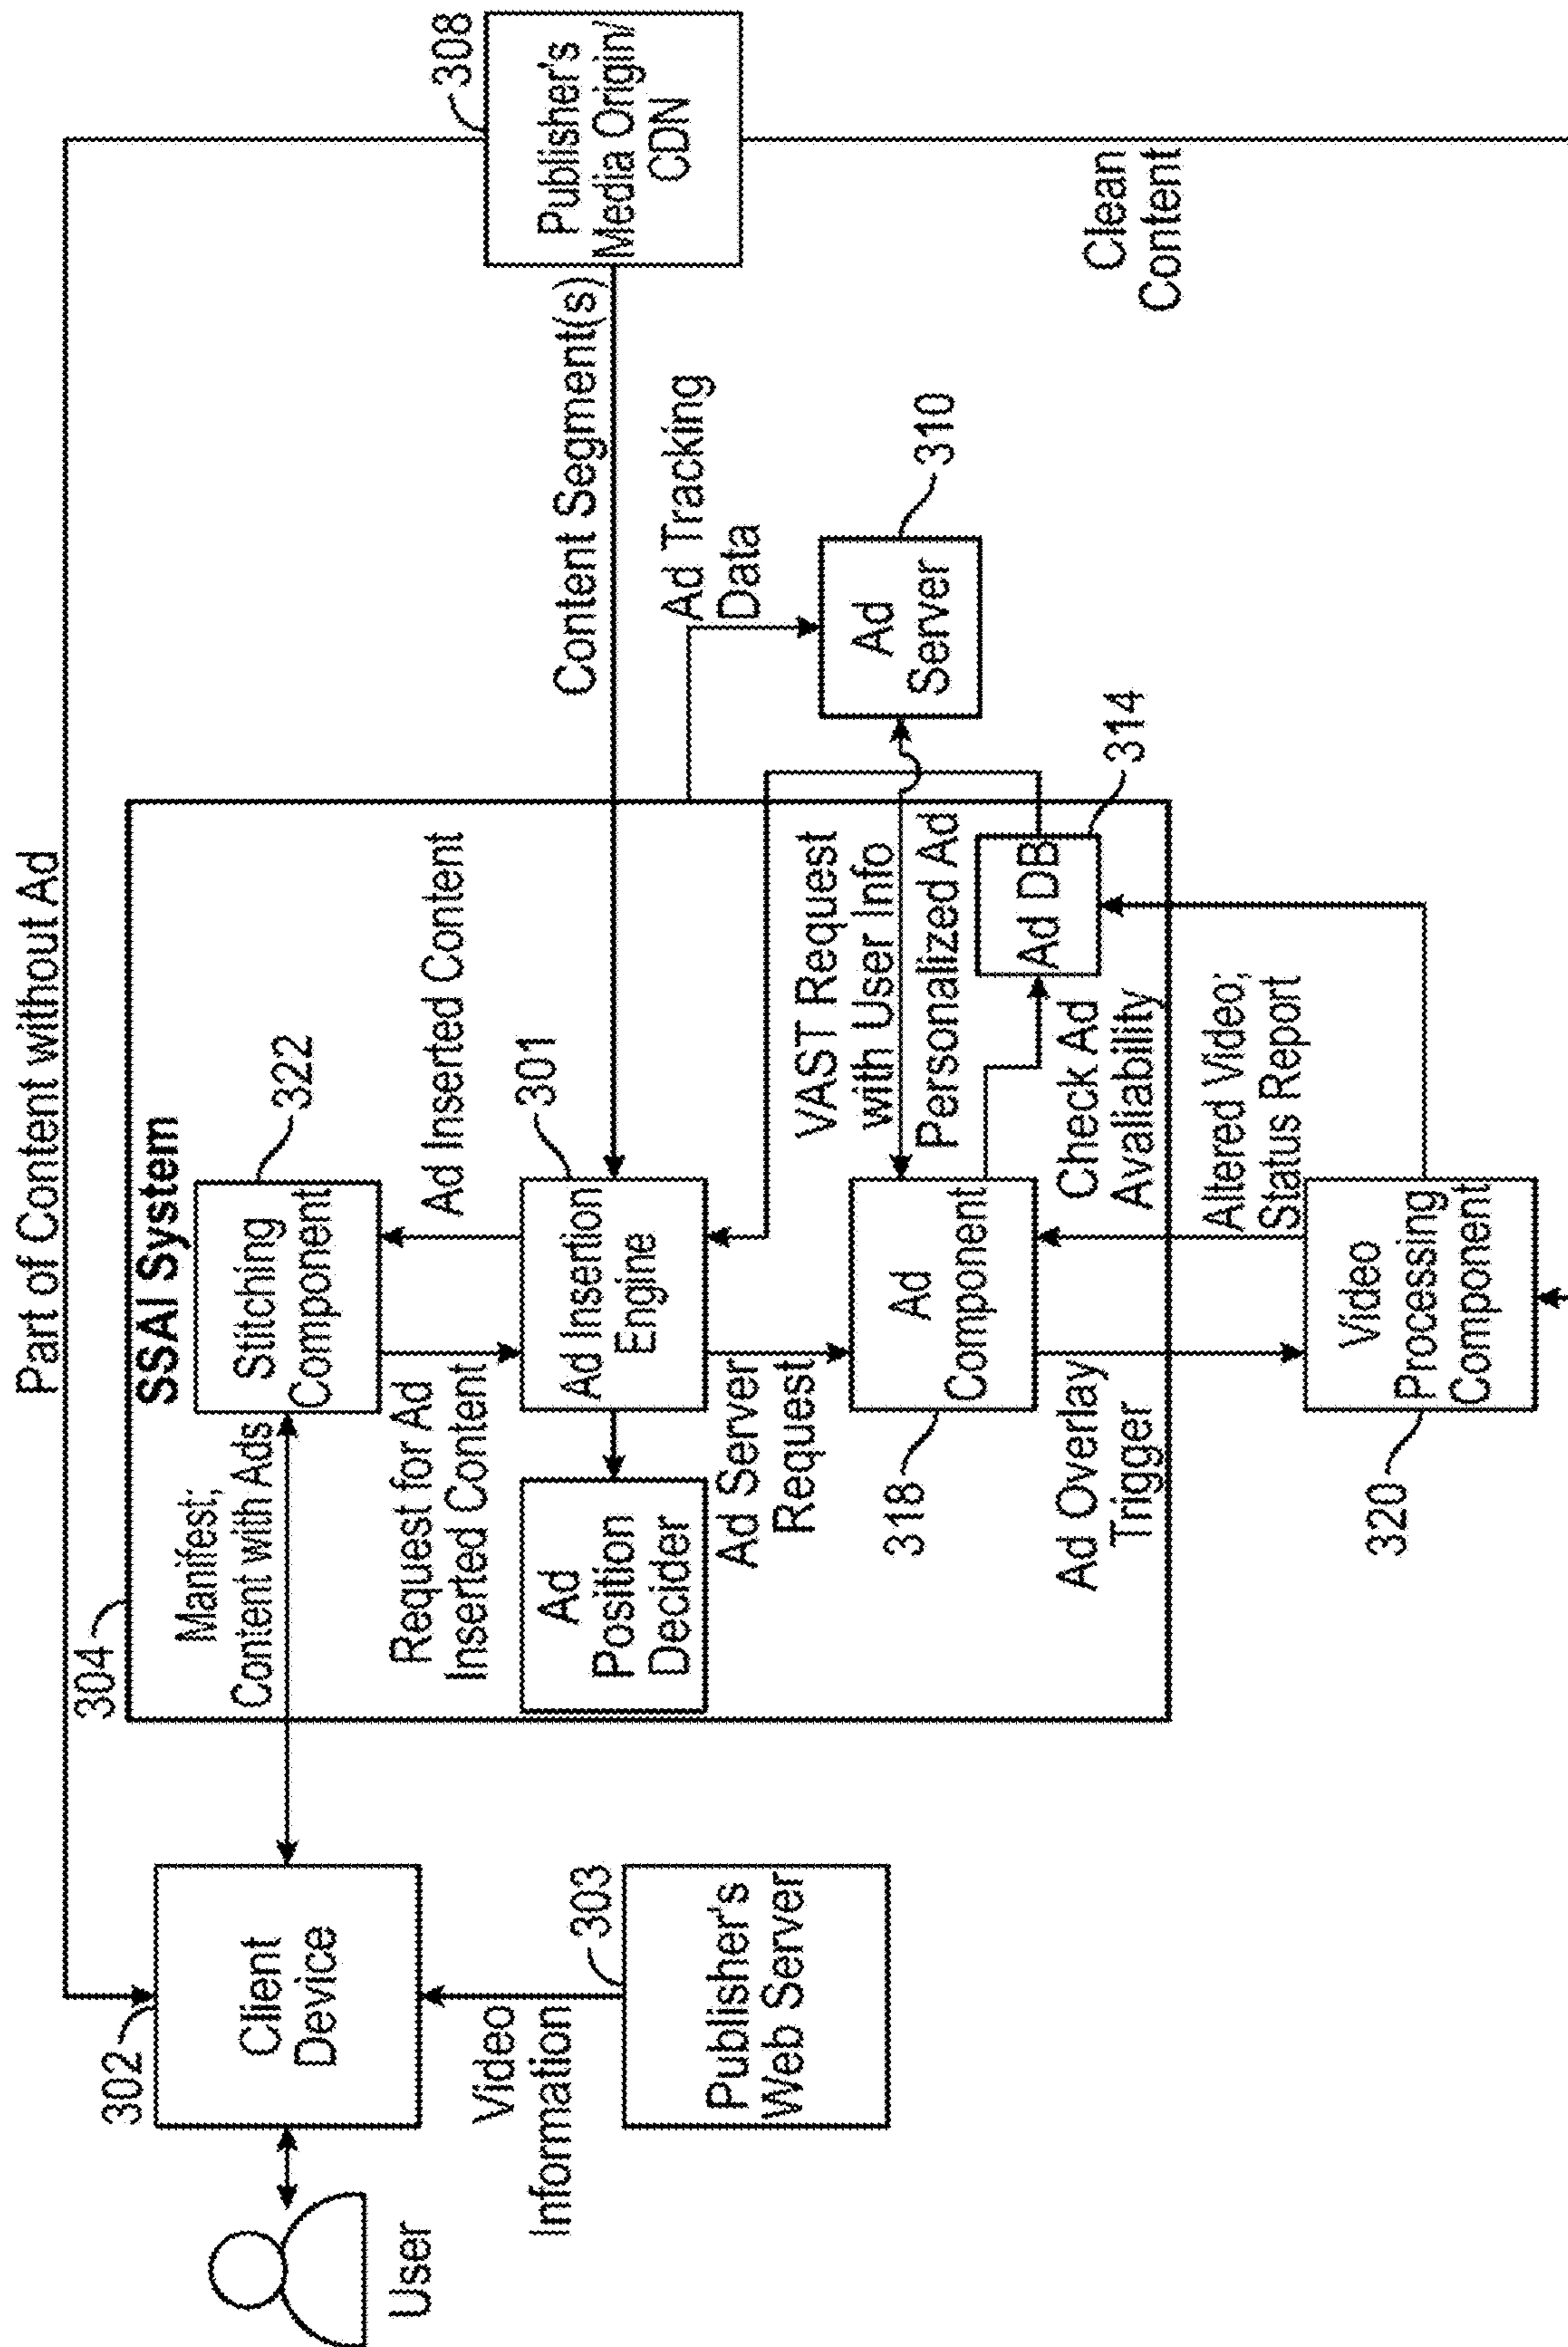 Part of Content without Ad
304
SSAI System
302
Client
Device
User
Video
Information
303
Publisher's
Web Server
Manifest;
Content with Ads
Stitching
Component
322
Request for Ad
Inserted Content
Ad Inserted Content
Ad Insertion
Engine
301
Ad
Position
Decider
Ad Server
Request
Content Segment(s)
308
Publisher's
Media Origin/
CDN
Ad Tracking
Data
Ad
Server
310
VAST Request
with User Info
Personalized Ad
Ad
Component
318
Ad DB
314
Check Ad
Avaliability
Ad Overlay
Trigger
Altered Video;
Status Report
Video
Processing
Component
320
Clean
Content